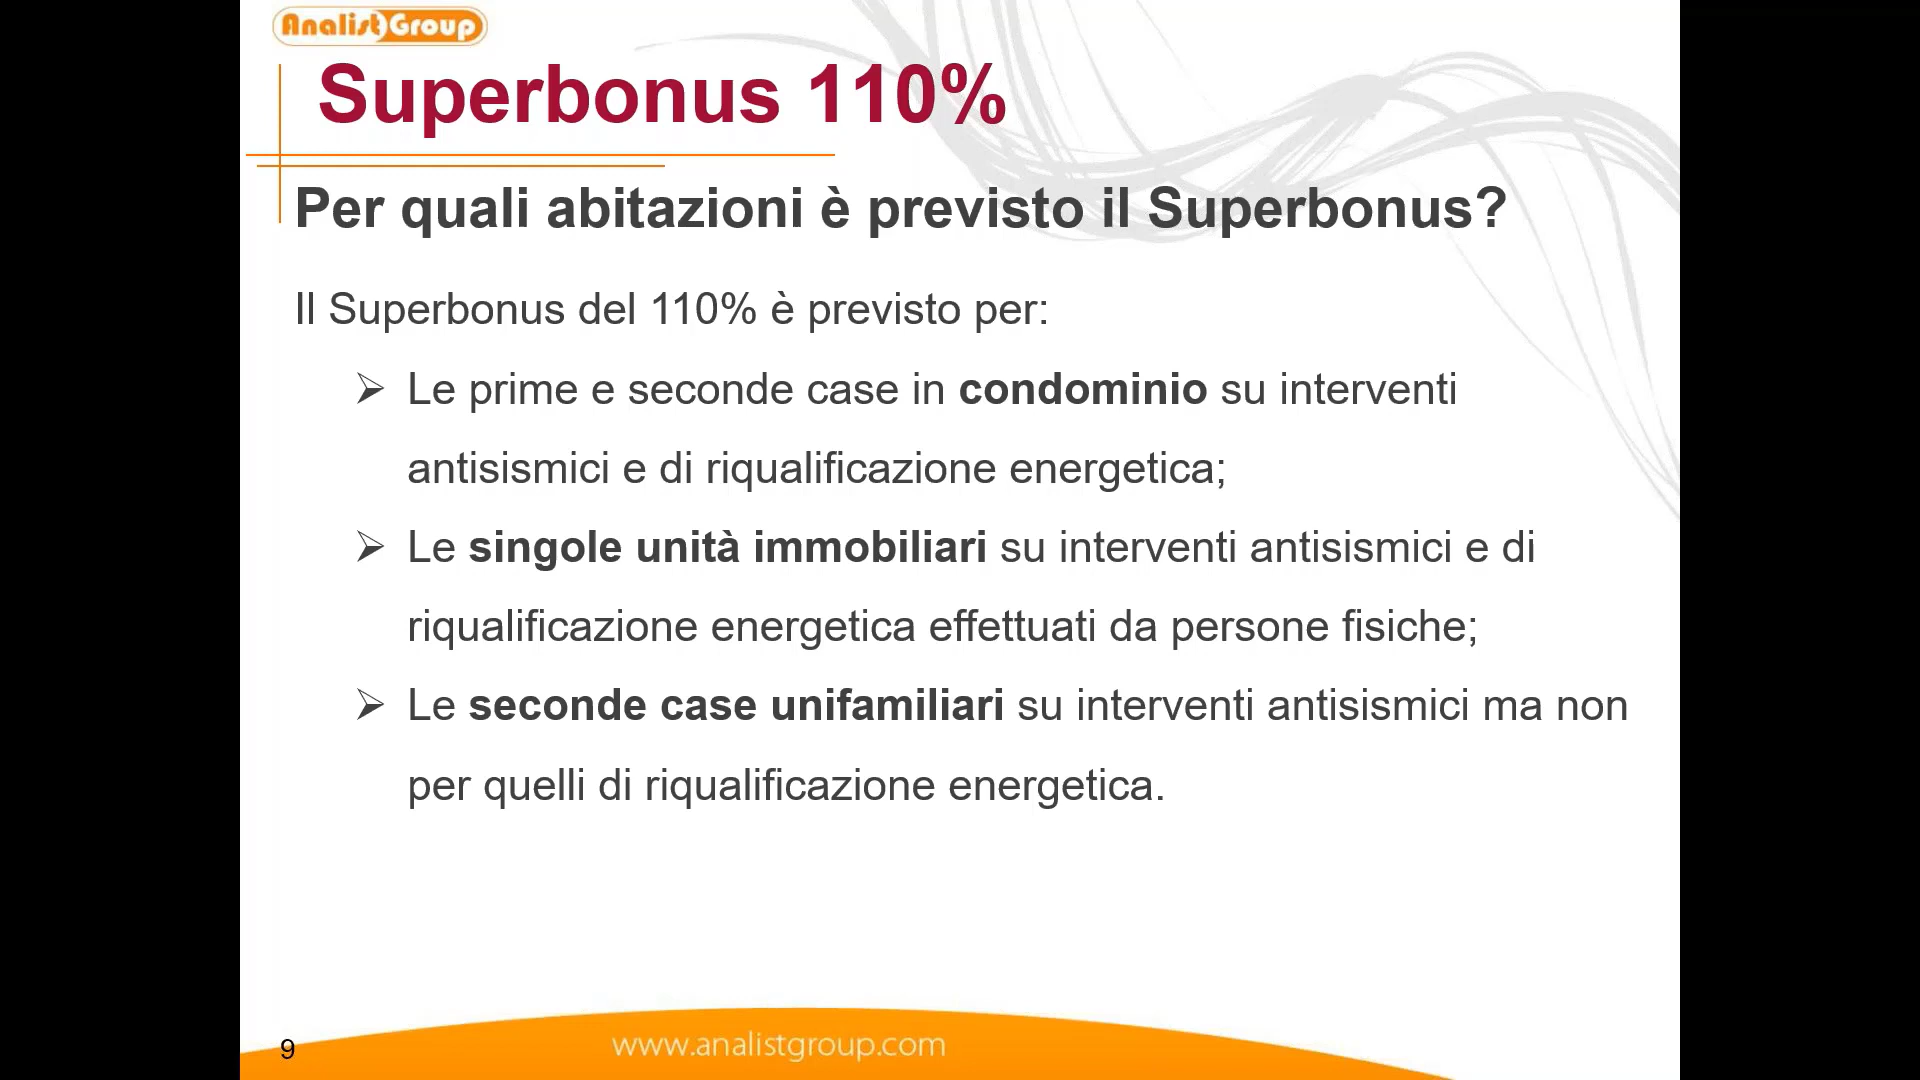 Analist Group
Superbonus 110%
Per quali abitazioni è previsto il Superbonus?
Il Superbonus del 110% è previsto per:
➢ Le prime e seconde case in condominio su interventi
antisismici e di riqualificazione energetica;
➢ Le singole unità immobiliari su interventi antisismici e di
riqualificazione energetica effettuati da persone fisiche;
➢ Le seconde case unifamiliari su interventi antisismici ma non
per quelli di riqualificazione energetica.
9
www.analistgroup.com